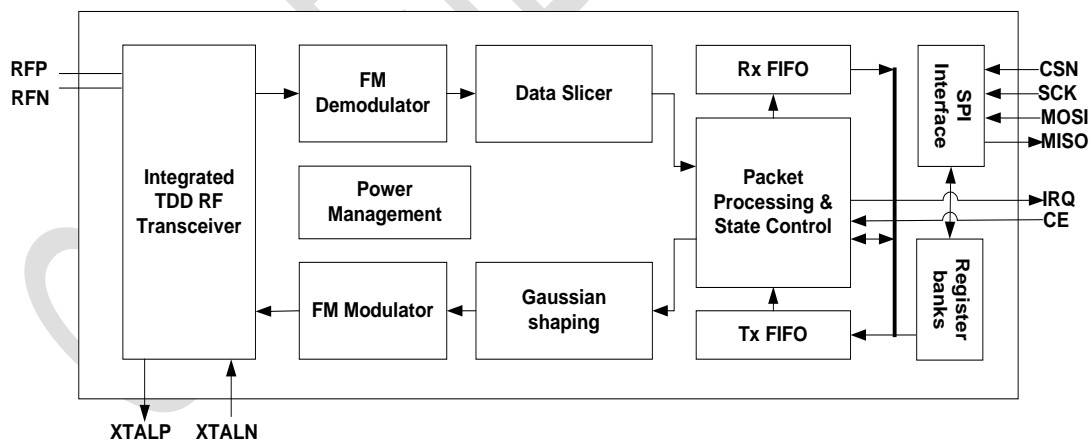 RFP
RFN
Integrated
TDD RF
Transceiver
FM
Demodulator
Data Slicer
Power
Management
FM Modulator
Gaussian
shaping
Rx FIFO
Packet
Processing &
State Control
Tx FIFO
SPI
Interface
Register
banks
CSN
SCK
MOSI
MISO
IRQ
CE
XTALP
XTALN